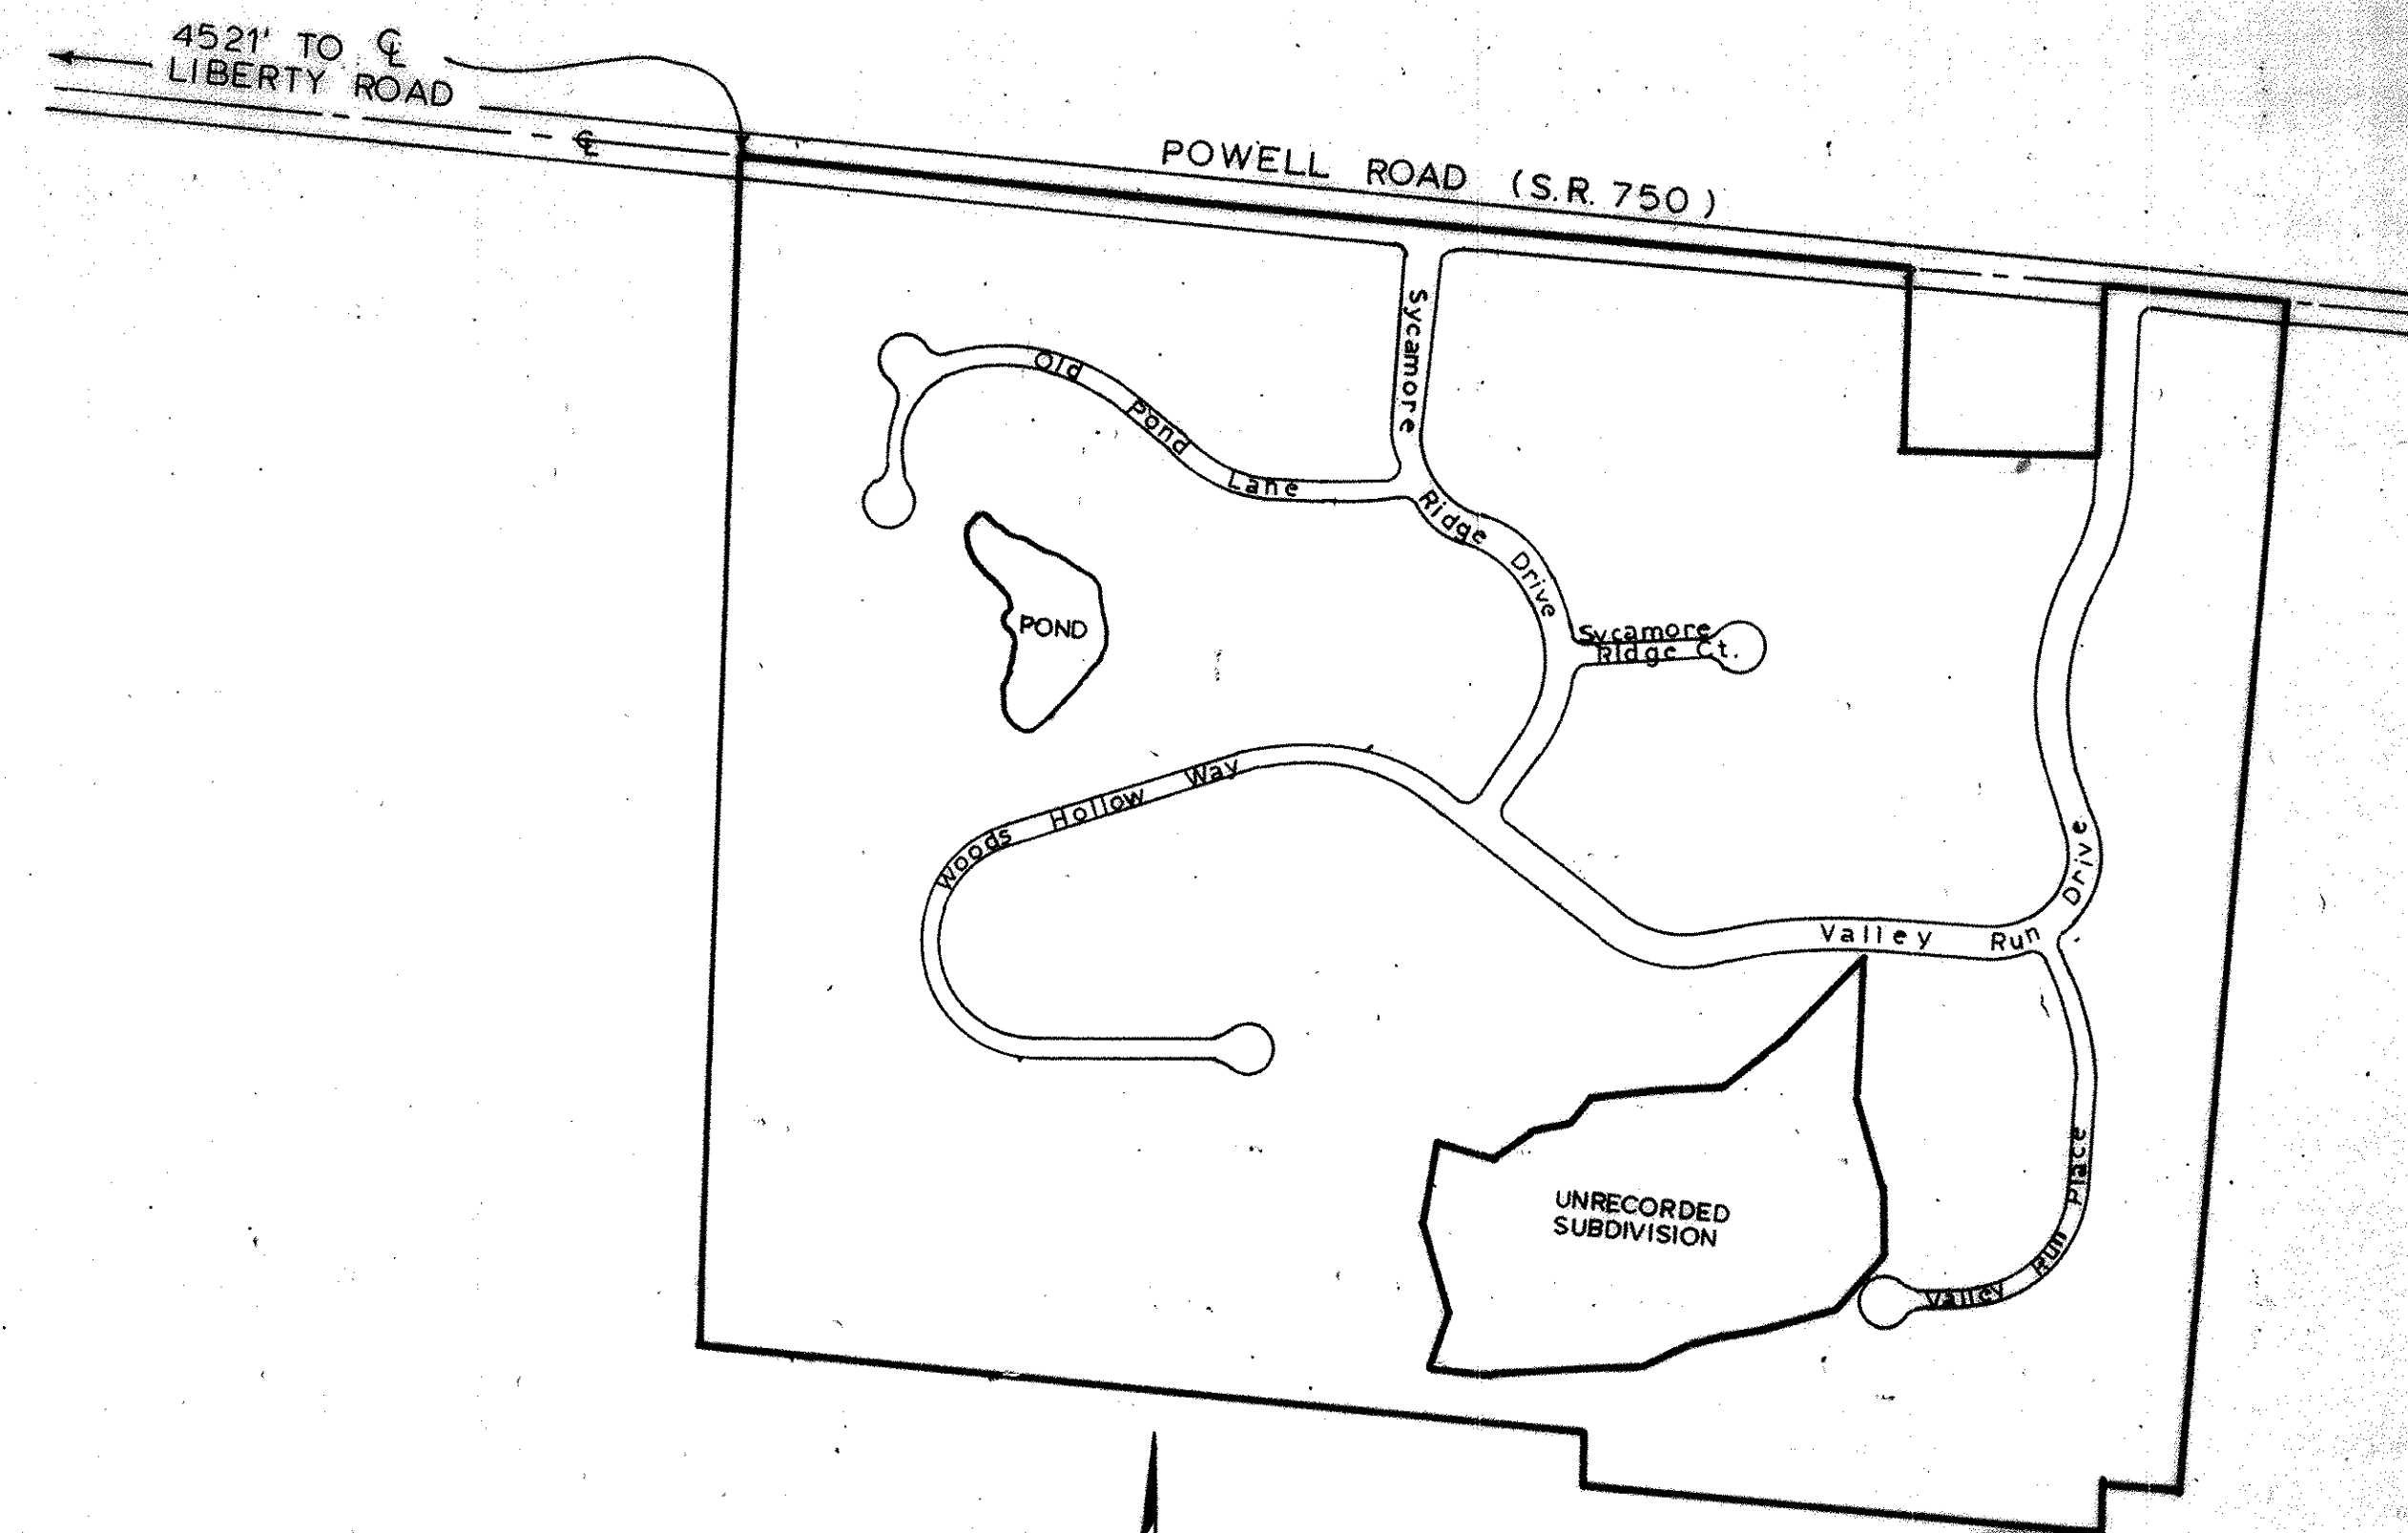 4521' TO ℄
LIBERTY ROAD
℄
POWELL ROAD (S.R. 750)
Sycamore Ridge Drive
Old Pond Lane
Sycamore
Ridge Ct.
POND
Woods Hollow Way
Valley Run Drive
Valley Run Place
UNRECORDED
SUBDIVISION